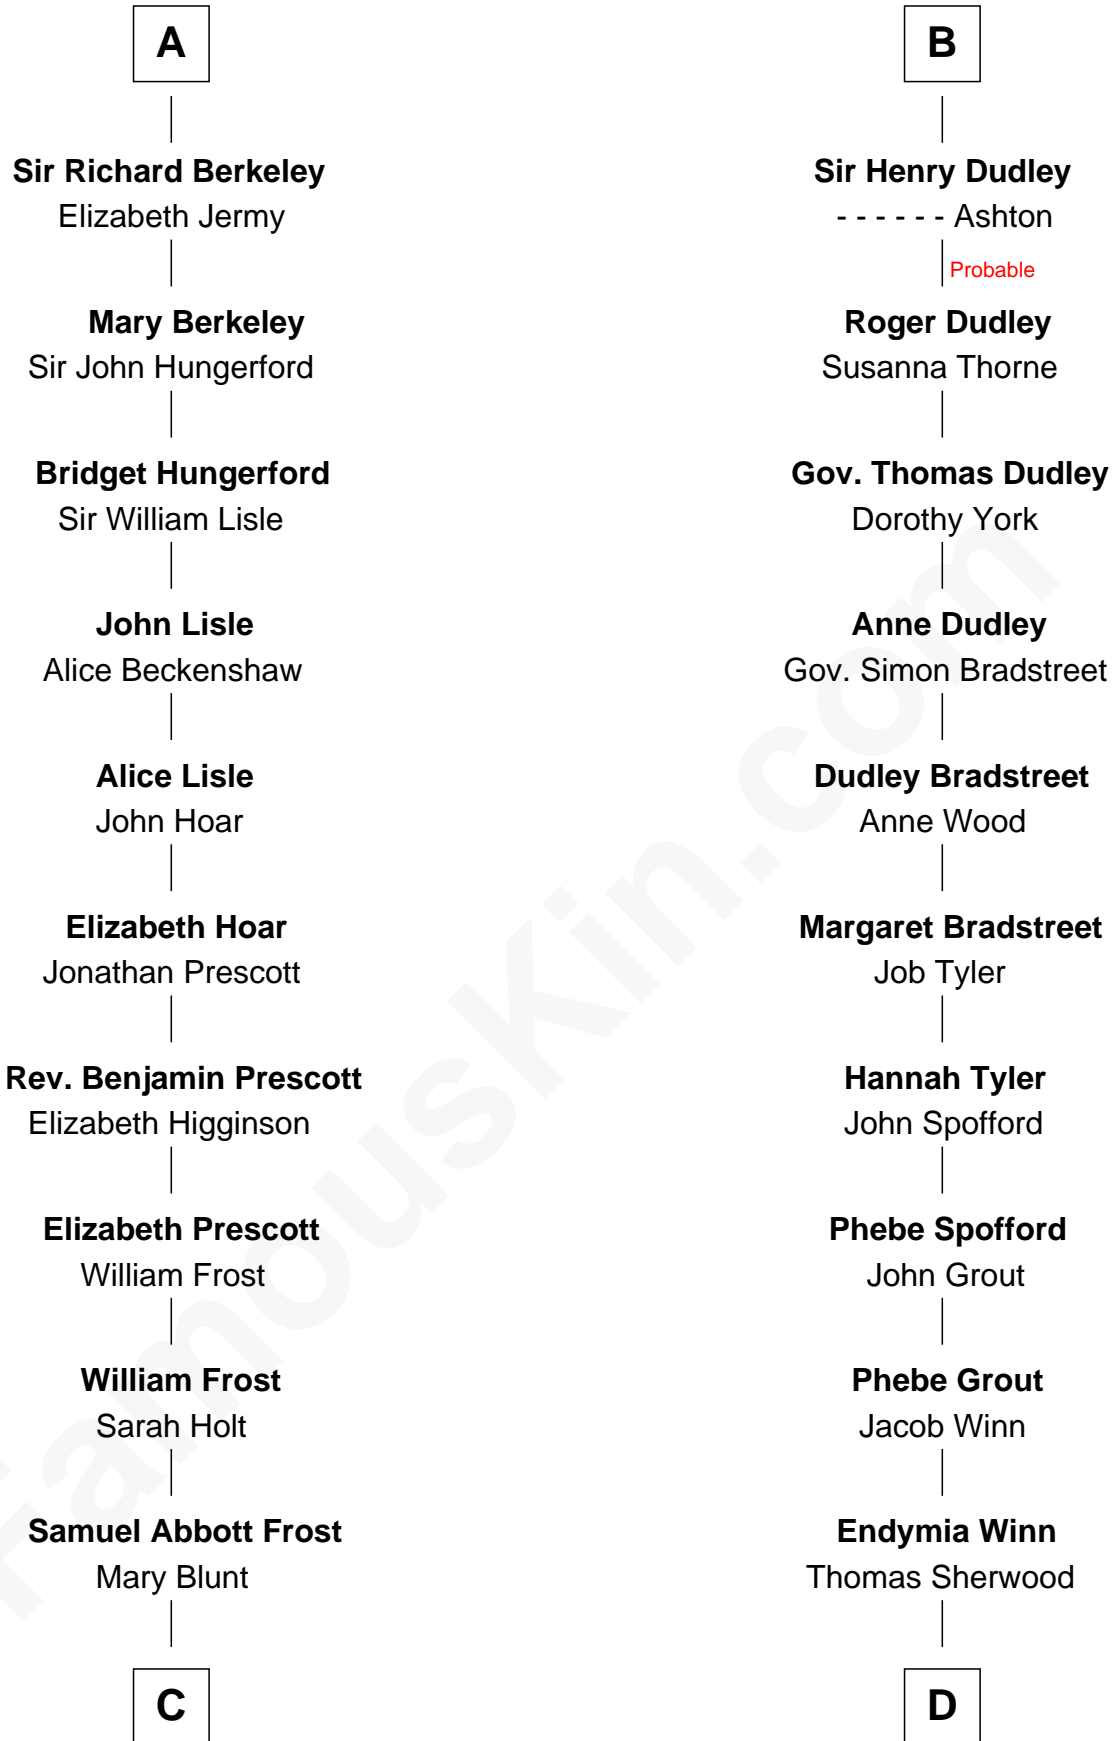 A
Sir Richard Berkeley
Elizabeth Jermy
Mary Berkeley
Sir John Hungerford
Bridget Hungerford
Sir William Lisle
John Lisle
Alice Beckenshaw
Alice Lisle
John Hoar
Elizabeth Hoar
Jonathan Prescott
Rev. Benjamin Prescott
Elizabeth Higginson
Elizabeth Prescott
William Frost
William Frost
Sarah Holt
Samuel Abbott Frost
Mary Blunt
C
B
Sir Henry Dudley
- - - - - - Ashton
Probable
Roger Dudley
Susanna Thorne
Gov. Thomas Dudley
Dorothy York
Anne Dudley
Gov. Simon Bradstreet
Dudley Bradstreet
Anne Wood
Margaret Bradstreet
Job Tyler
Hannah Tyler
John Spofford
Phebe Spofford
John Grout
Phebe Grout
Jacob Winn
Endymia Winn
Thomas Sherwood
D
FamousKin.com